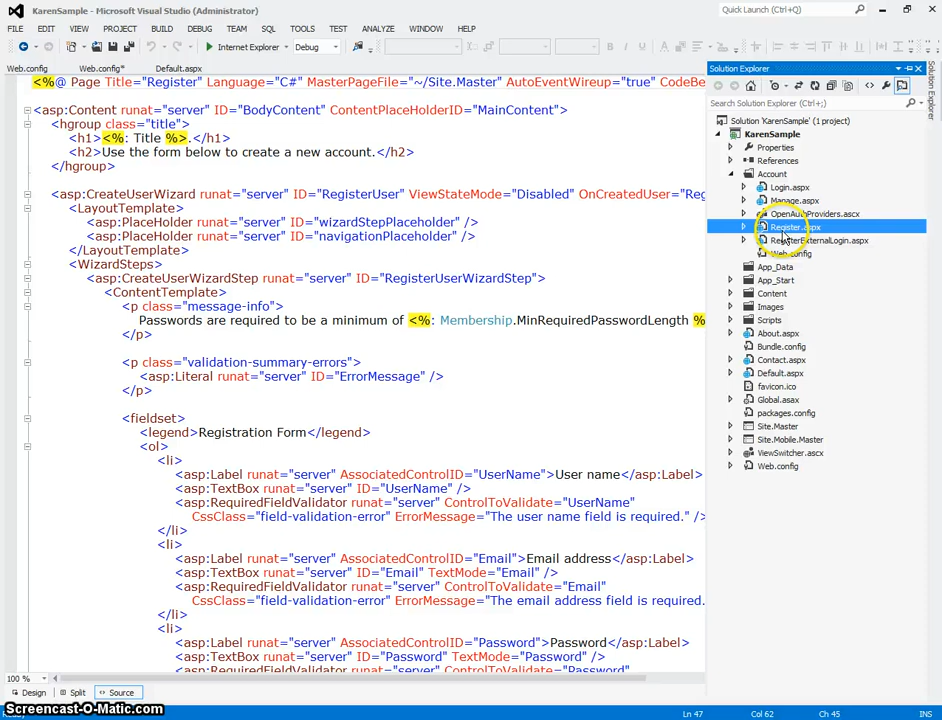 KarenSample - Microsoft Visual Studio (Administrator)
Quick Launch (Ctrl+Q)
FILE EDIT VIEW PROJECT BUILD DEBUG TEAM SQL TOOLS TEST ANALYZE WINDOW HELP
Internet Explorer Debug
Web.config Web.config* Default.aspx
<%@ Page Title="Register" Language="C#" MasterPageFile="~/Site.Master" AutoEventWireup="true" CodeBe
<asp:Content runat="server" ID="BodyContent" ContentPlaceHolderID="MainContent">
<hgroup class="title">
<h1><%: Title %>.</h1>
<h2>Use the form below to create a new account.</h2>
</hgroup>
<asp:CreateUserWizard runat="server" ID="RegisterUser" ViewStateMode="Disabled" OnCreatedUser="Reg
<LayoutTemplate>
<asp:PlaceHolder runat="server" ID="wizardStepPlaceholder" />
<asp:PlaceHolder runat="server" ID="navigationPlaceholder" />
</LayoutTemplate>
<WizardSteps>
<asp:CreateUserWizardStep runat="server" ID="RegisterUserWizardStep">
<ContentTemplate>
<p class="message-info">
Passwords are required to be a minimum of <%: Membership.MinRequiredPasswordLength %
</p>
<p class="validation-summary-errors">
<asp:Literal runat="server" ID="ErrorMessage" />
</p>
<fieldset>
<legend>Registration Form</legend>
<ol>
<li>
<asp:Label runat="server" AssociatedControlID="UserName">User name</asp:Label>
<asp:TextBox runat="server" ID="UserName" />
<asp:RequiredFieldValidator runat="server" ControlToValidate="UserName"
CssClass="field-validation-error" ErrorMessage="The user name field is required." />
</li>
<li>
<asp:Label runat="server" AssociatedControlID="Email">Email address</asp:Label>
<asp:TextBox runat="server" ID="Email" TextMode="Email" />
<asp:RequiredFieldValidator runat="server" ControlToValidate="Email"
CssClass="field-validation-error" ErrorMessage="The email address field is required.
</li>
<li>
<asp:Label runat="server" AssociatedControlID="Password">Password</asp:Label>
<asp:TextBox runat="server" ID="Password" TextMode="Password" />
<asp:RequiredFieldValidator runat="server" ControlToValidate="Password"
100 %
Design Split Source
Solution Explorer
Search Solution Explorer (Ctrl+;)
Solution 'KarenSample' (1 project)
KarenSample
Properties
References
Account
Login.aspx
Manage.aspx
OpenAuthProviders.ascx
Register.aspx
RegisterExternalLogin.aspx
Web.config
App_Data
App_Start
Content
Images
Scripts
About.aspx
Bundle.config
Contact.aspx
Default.aspx
favicon.ico
Global.asax
packages.config
Site.Master
Site.Mobile.Master
ViewSwitcher.ascx
Web.config
Solution Explorer
Ln 47 Col 62 Ch 45 INS
Screencast-O-Matic.com